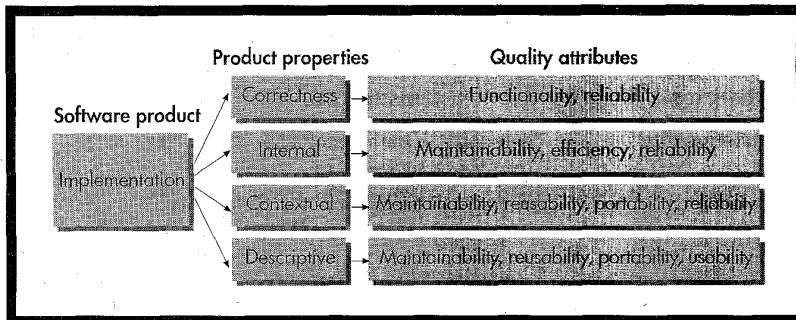 Product properties
Quality attributes
Software product
Implementation
Correctness
Functionality, reliability
Internal
Maintainability, efficiency, reliability
Contextual
Maintainability, reusability, portability, reliability
Descriptive
Maintainability, reusability, portability, usability